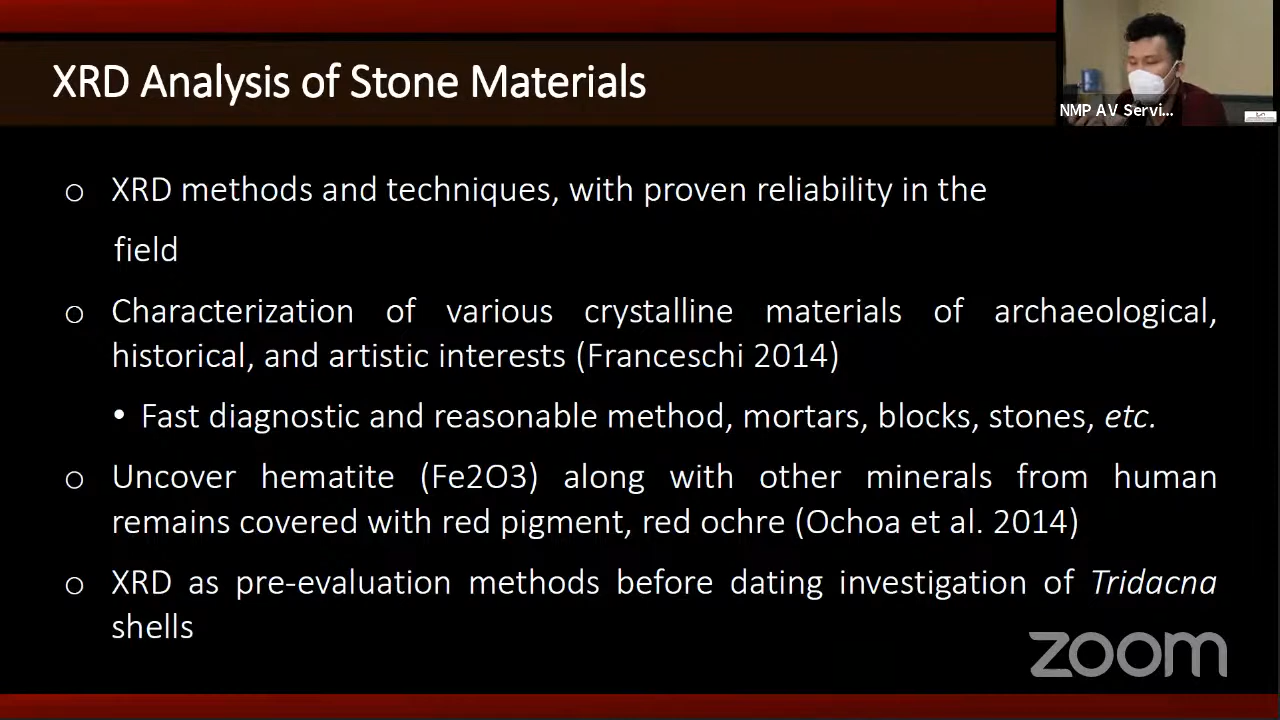 XRD Analysis of Stone Materials
NMP AV Servi...
o XRD methods and techniques, with proven reliability in the
field
o Characterization of various crystalline materials of archaeological,
historical, and artistic interests (Franceschi 2014)
• Fast diagnostic and reasonable method, mortars, blocks, stones, etc.
o Uncover hematite (Fe2O3) along with other minerals from human
remains covered with red pigment, red ochre (Ochoa et al. 2014)
o XRD as pre-evaluation methods before dating investigation of Tridacna
shells
zoom